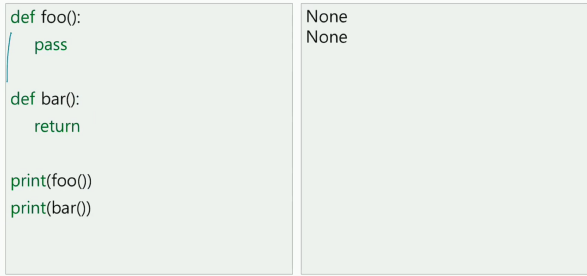 def foo():
    pass
def bar():
    return
print(foo())
print(bar())
None
None